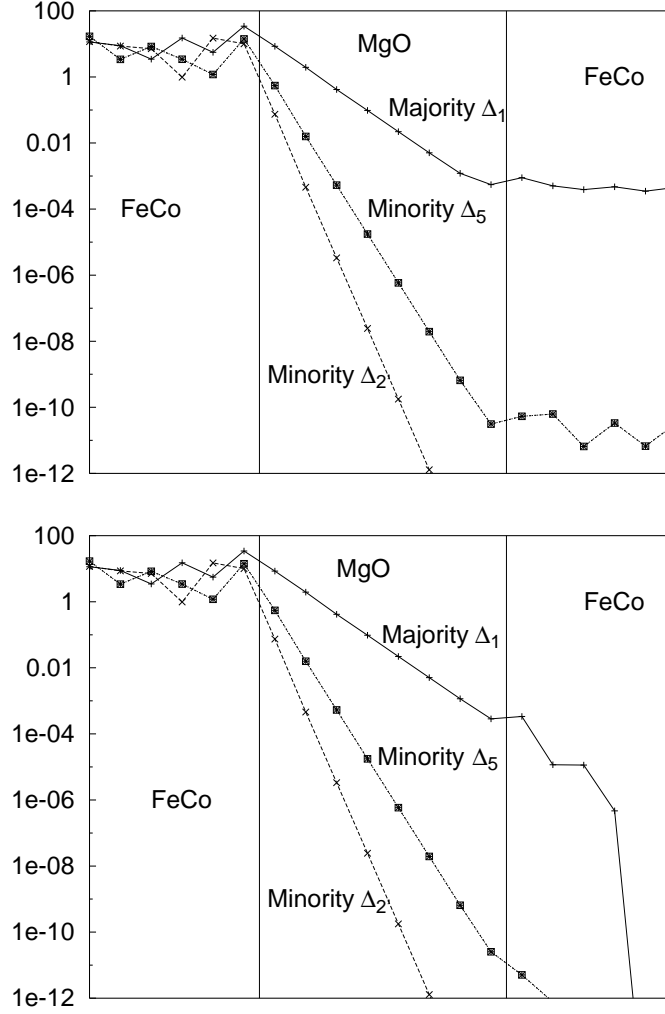 100
MgO
FeCo
1
Majority Δ1
0.01
1e-04
FeCo
Minority Δ5
1e-06
1e-08
Minority Δ2
1e-10
1e-12
100
MgO
FeCo
1
Majority Δ1
0.01
1e-04
Minority Δ5
1e-06
FeCo
1e-08
Minority Δ2
1e-10
1e-12